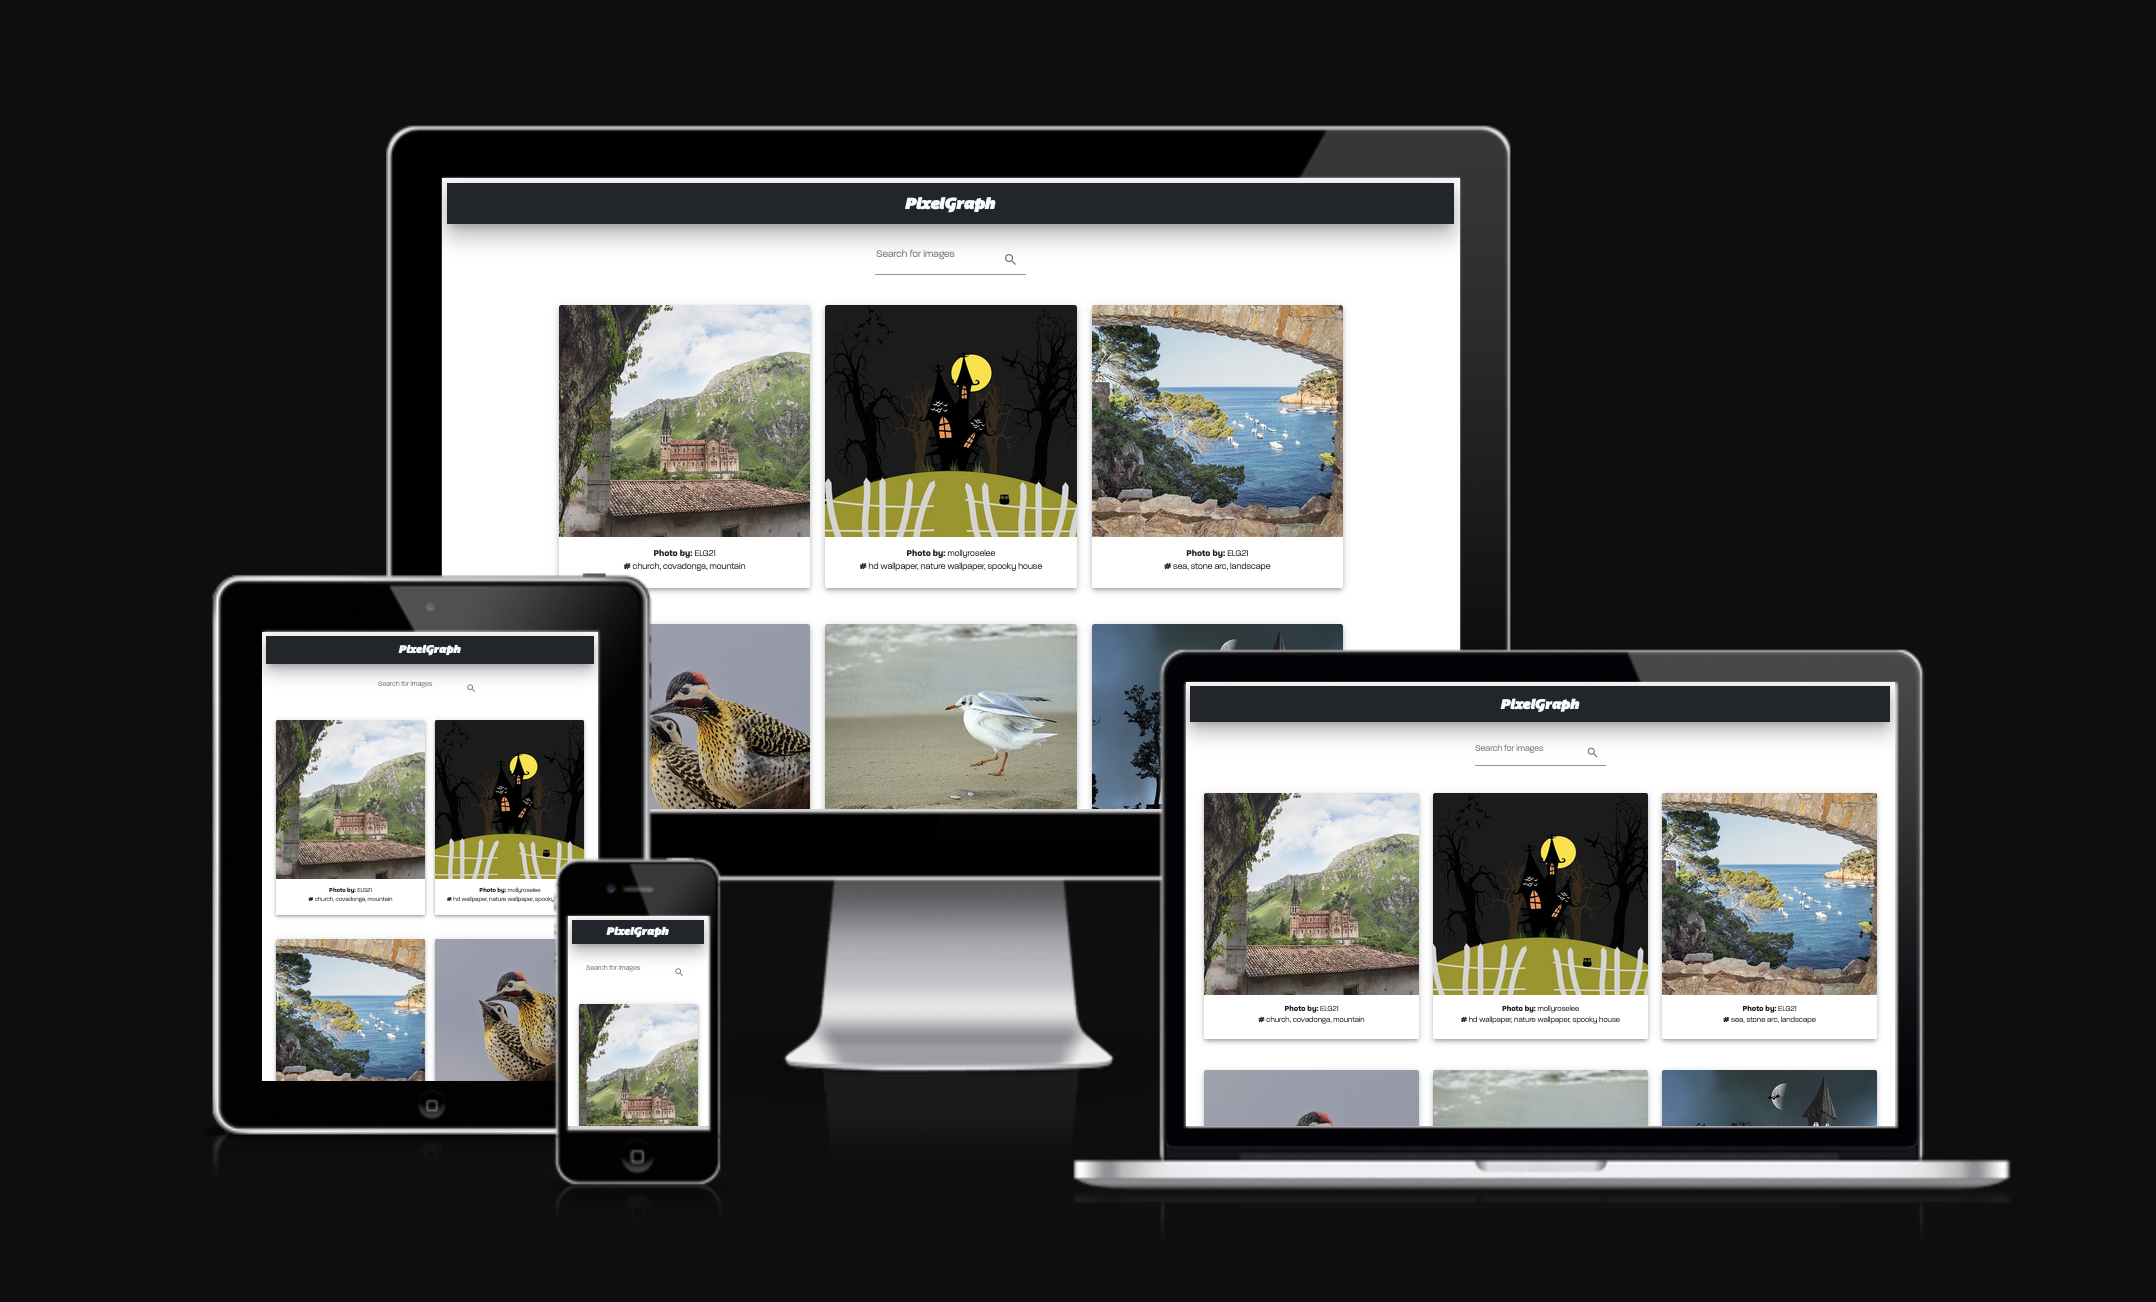 PixelGraph
Search for images
Photo by: ELG21
# church, covadonga, mountain
Photo by: mollyroselee
# hd wallpaper, nature wallpaper, spooky house
Photo by: ELG21
# sea, stone arc, landscape
PixelGraph
Search for images
Photo by: ELG21
# church, covadonga, mountain
Photo by: mollyroselee
# hd wallpaper, nature wallpaper, spooky
PixelGraph
Search for images
PixelGraph
Search for images
Photo by: ELG21
# church, covadonga, mountain
Photo by: mollyroselee
# hd wallpaper, nature wallpaper, spooky house
Photo by: ELG21
# sea, stone arc, landscape